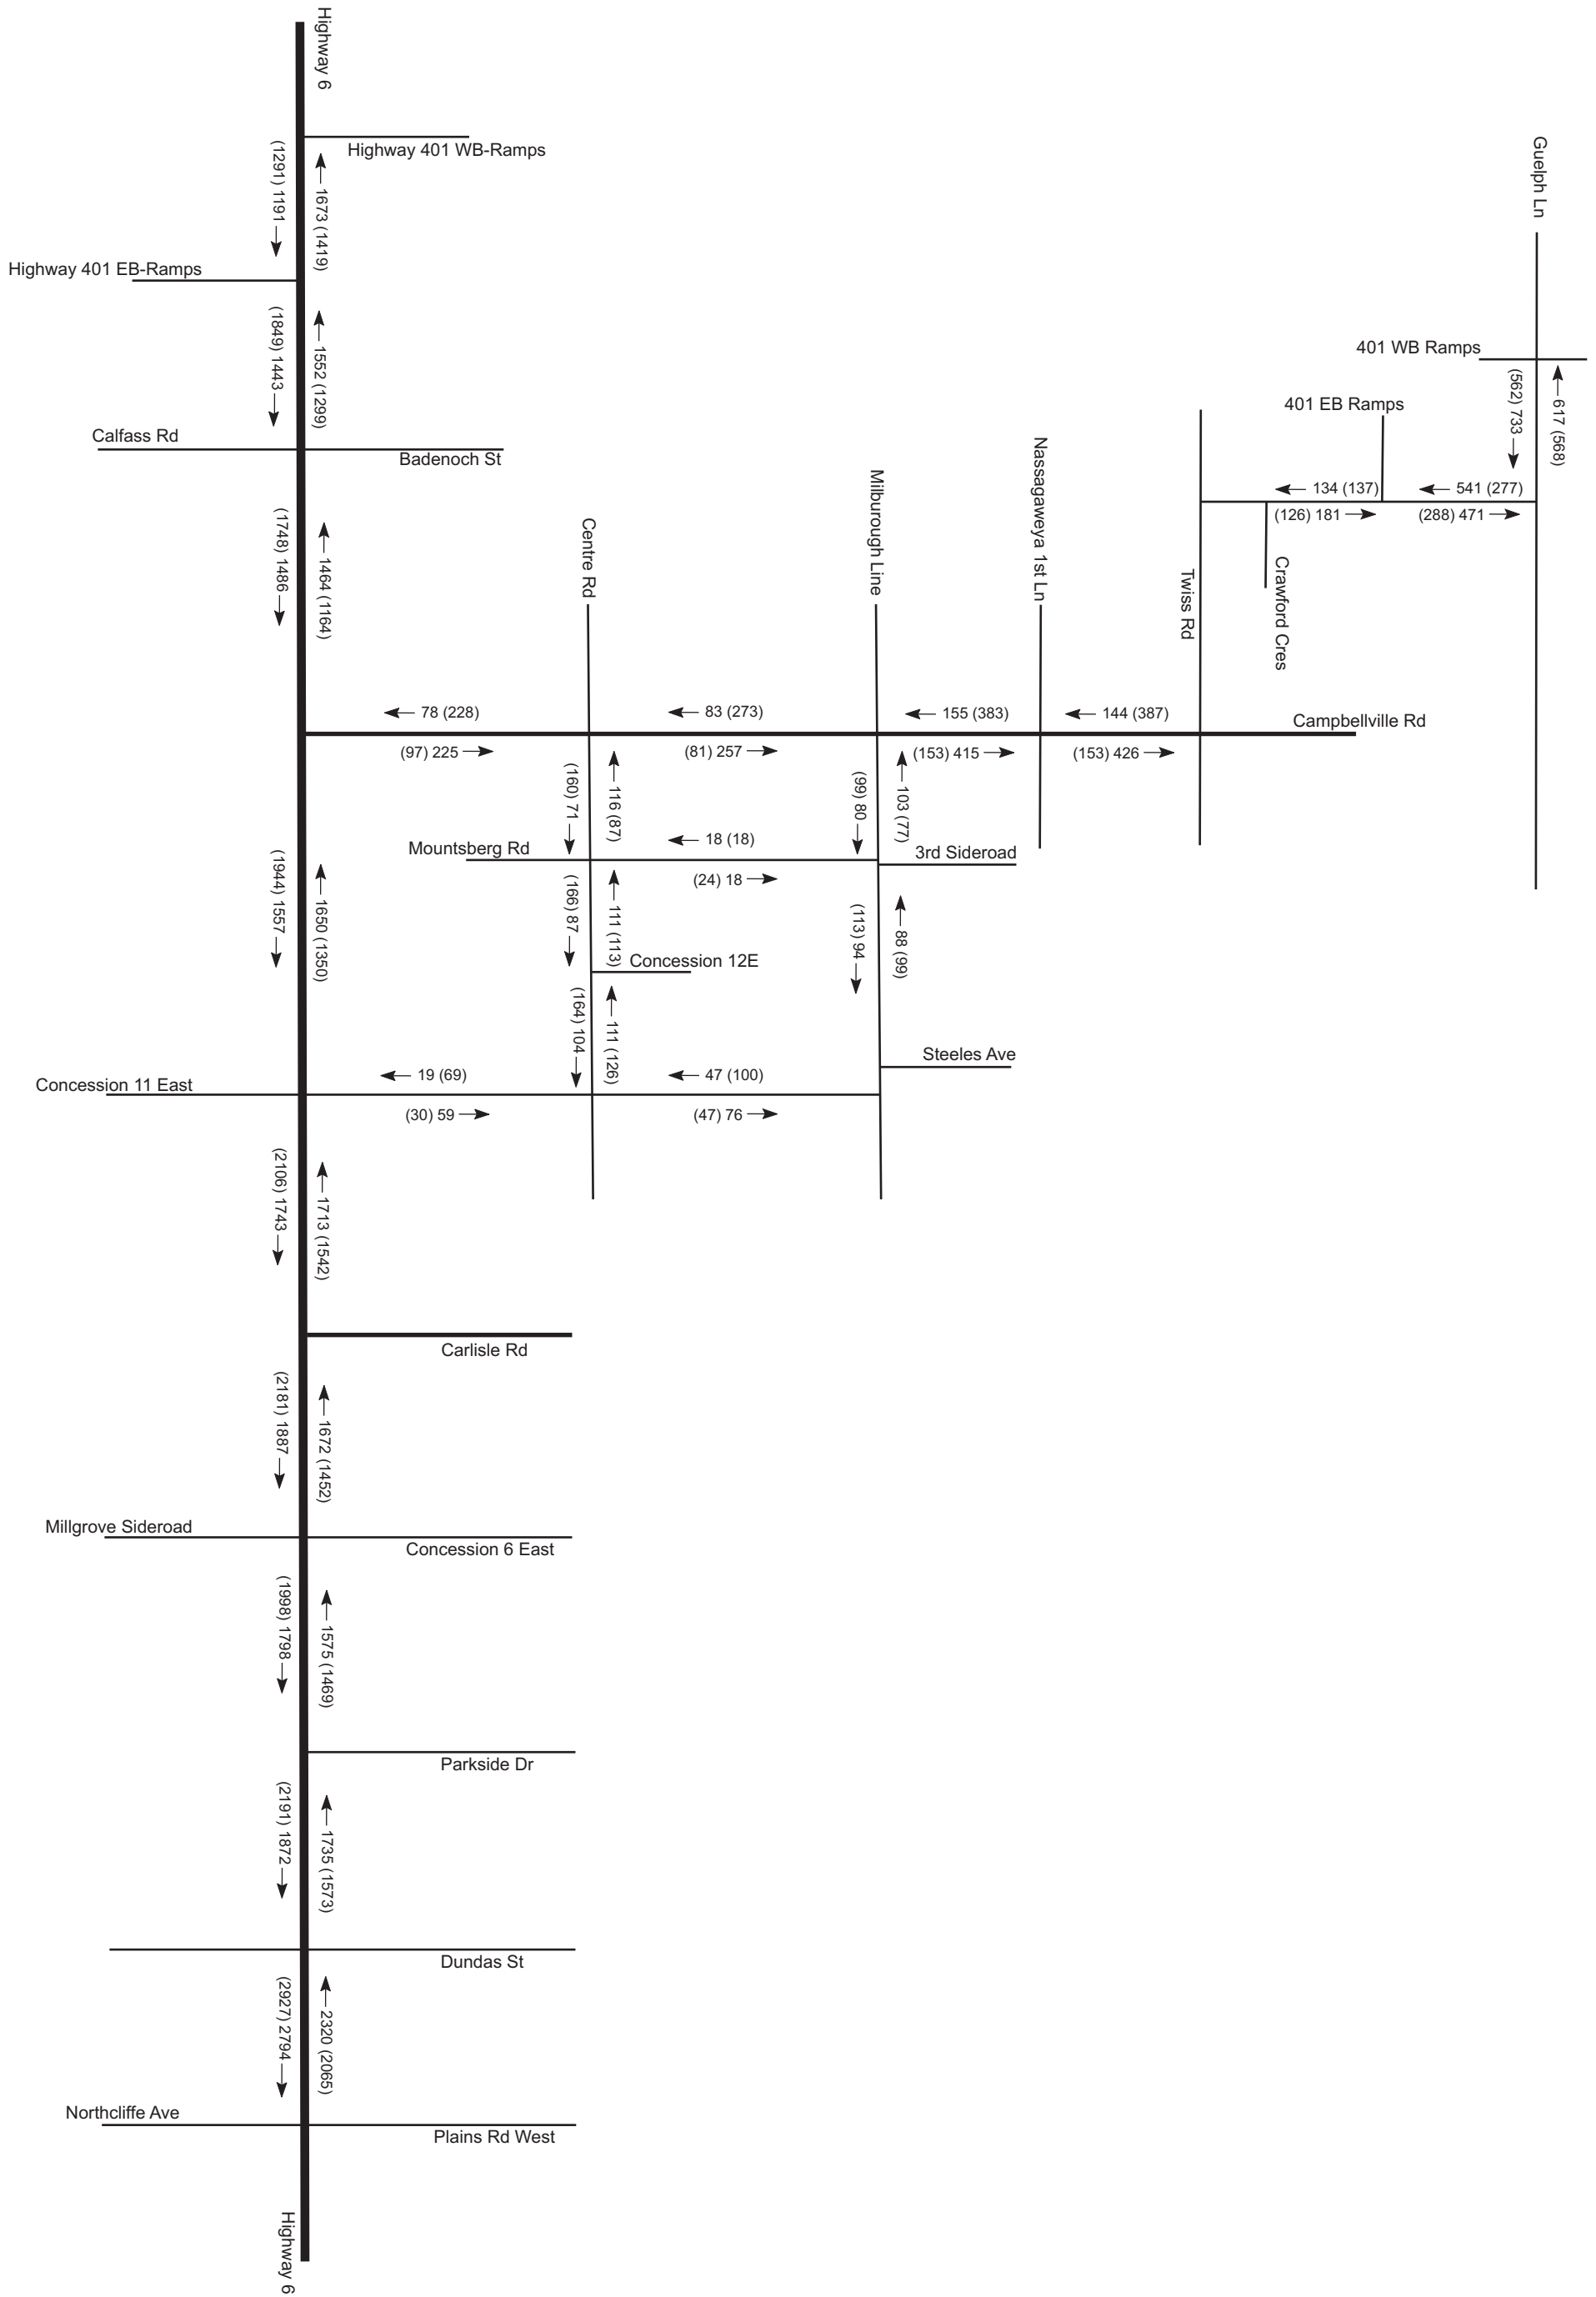 Highway 6
Highway 401 WB-Ramps
(1291) 1191
1673 (1419)
Highway 401 EB-Ramps
(1849) 1443
1552 (1299)
Calfass Rd
Badenoch St
(1748) 1486
1464 (1164)
Guelph Ln
401 WB Ramps
(562) 733
617 (568)
401 EB Ramps
134 (137)
541 (277)
(126) 181
(288) 471
Crawford Cres
Twiss Rd
Nassagaweya 1st Ln
Milburough Line
Centre Rd
78 (228)
83 (273)
155 (383)
144 (387)
Campbellville Rd
(97) 225
(81) 257
(153) 415
(153) 426
(160) 71
116 (87)
(99) 80
103 (77)
Mountsberg Rd
18 (18)
3rd Sideroad
(24) 18
(1944) 1557
1650 (1350)
(166) 87
111 (113)
(113) 94
88 (99)
Concession 12E
(164) 104
111 (126)
Steeles Ave
Concession 11 East
19 (69)
47 (100)
(30) 59
(47) 76
(2106) 1743
1713 (1542)
Carlisle Rd
(2181) 1887
1672 (1452)
Millgrove Sideroad
Concession 6 East
(1998) 1798
1575 (1469)
Parkside Dr
(2191) 1872
1735 (1573)
Dundas St
(2927) 2794
2320 (2065)
Northcliffe Ave
Plains Rd West
Highway 6